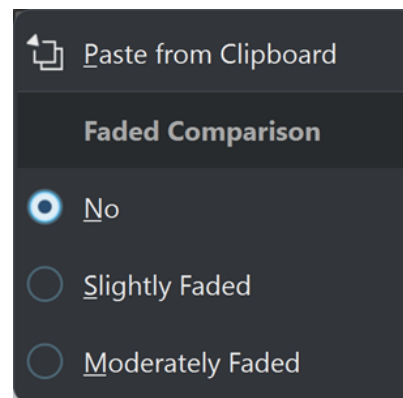 Paste from Clipboard
Faded Comparison
No
Slightly Faded
Moderately Faded